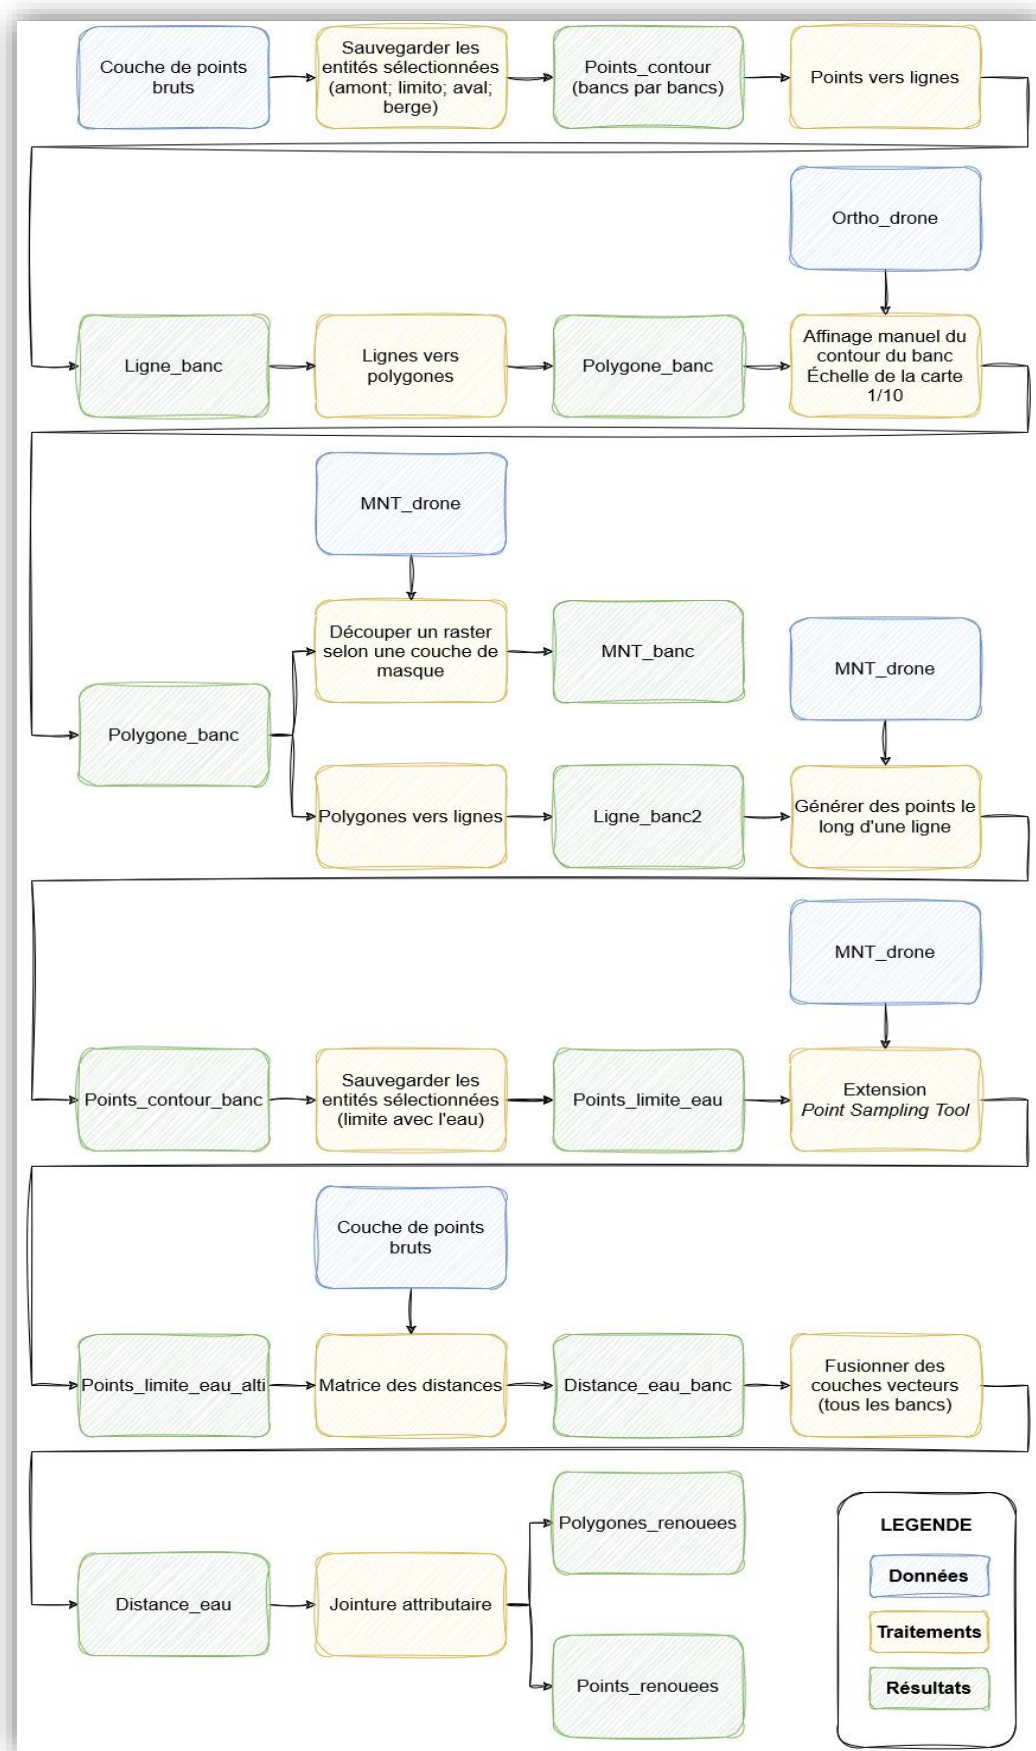 Couche de points
bruts
Sauvegarder les
entités sélectionnées
(amont; limito; aval;
berge)
Points_contour
(bancs par bancs)
Points vers lignes
Ortho_drone
Ligne_banc
Lignes vers
polygones
Polygone_banc
Affinage manuel du
contour du banc
Échelle de la carte
1/10
MNT_drone
Découper un raster
selon une couche de
masque
MNT_banc
MNT_drone
Polygone_banc
Polygones vers lignes
Ligne_banc2
Générer des points le
long d'une ligne
MNT_drone
Points_contour_banc
Sauvegarder les
entités sélectionnées
(limite avec l'eau)
Points_limite_eau
Extension
Point Sampling Tool
Couche de points
bruts
Points_limite_eau_alti
Matrice des distances
Distance_eau_banc
Fusionner des
couches vecteurs
(tous les bancs)
Polygones_renouees
Distance_eau
Jointure attributaire
Points_renouees
LEGENDE
Données
Traitements
Résultats